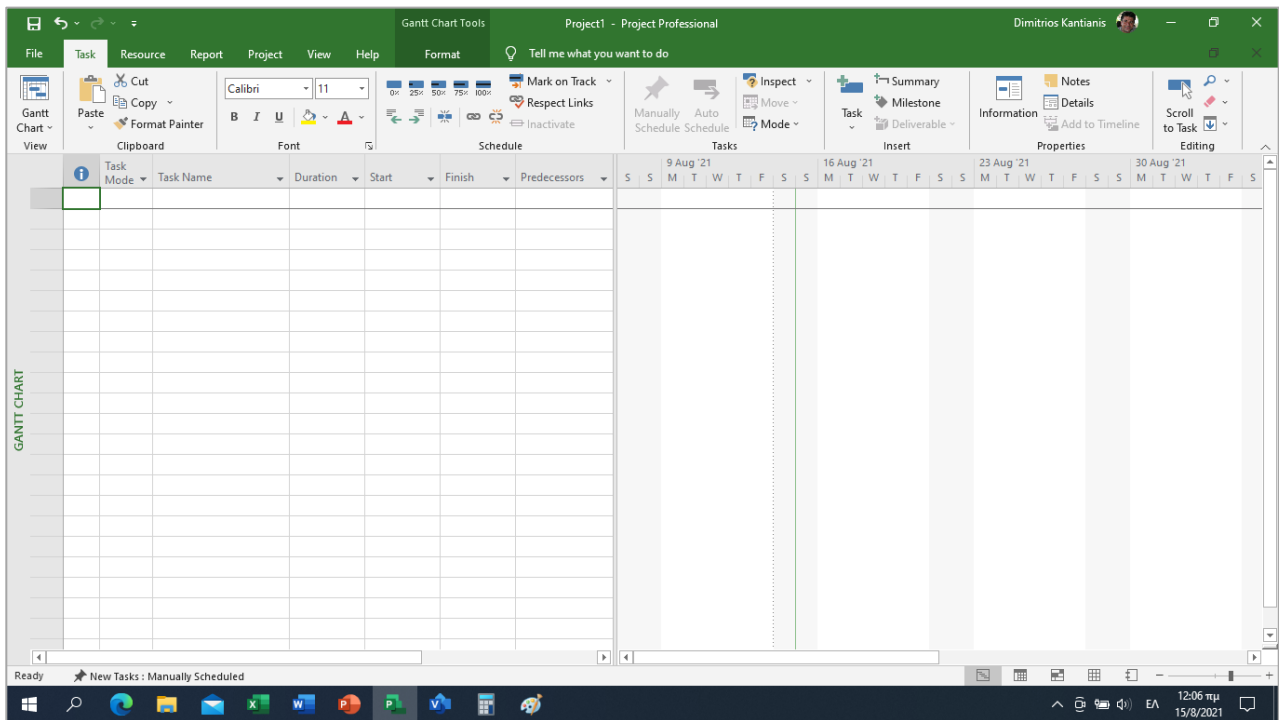 Gantt Chart Tools Project1 - Project Professional Dimitrios Kantianis
File Task Resource Report Project View Help Format Tell me what you want to do
Gantt Chart
View
Paste
Cut
Copy
Format Painter
Clipboard
Calibri 11
B I U A
Font
0% 25% 50% 75% 100%
Mark on Track
Respect Links
Inactivate
Schedule
Manually Schedule
Auto Schedule
Inspect
Move
Mode
Tasks
Task
Summary
Milestone
Deliverable
Insert
Information
Notes
Details
Add to Timeline
Properties
Scroll to Task
Editing
Task Mode Task Name Duration Start Finish Predecessors
9 Aug '21 16 Aug '21 23 Aug '21 30 Aug '21
S S M T W T F S S M T W T F S S M T W T F S S M T W T F S
GANTT CHART
Ready New Tasks : Manually Scheduled
ΕΛ 12:06 πμ
15/8/2021